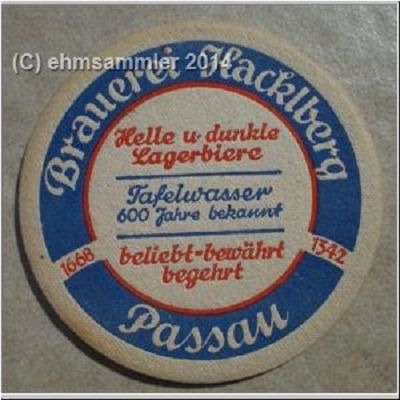 (C) ehmsammler 2014
Brauerei Hacklberg
Helle u. dunkle
Lagerbiere
Tafelwasser
600 Jahre bekannt
beliebt-bewährt
begehrt
1668
1342
Passau